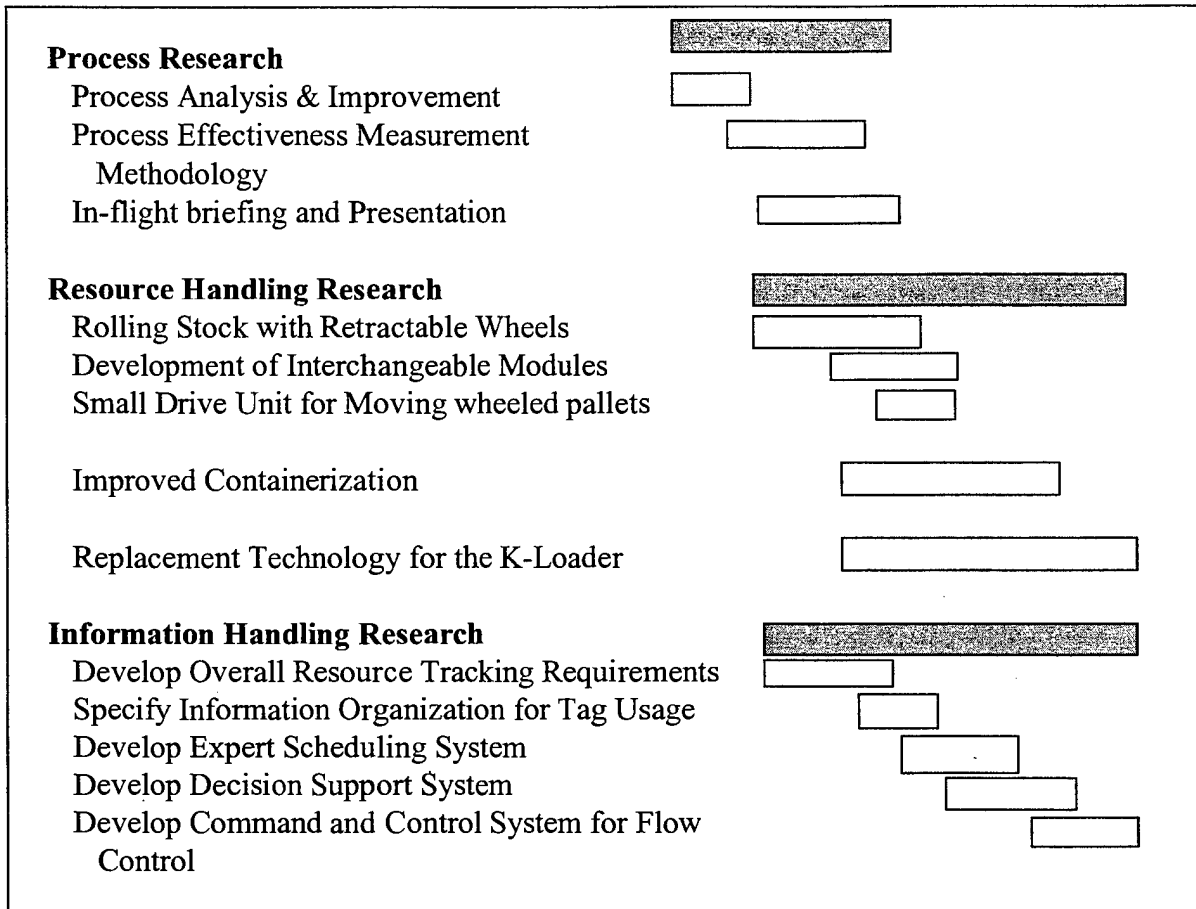 Process Research
Process Analysis & Improvement
Process Effectiveness Measurement
Methodology
In-flight briefing and Presentation
Resource Handling Research
Rolling Stock with Retractable Wheels
Development of Interchangeable Modules
Small Drive Unit for Moving wheeled pallets
Improved Containerization
Replacement Technology for the K-Loader
Information Handling Research
Develop Overall Resource Tracking Requirements
Specify Information Organization for Tag Usage
Develop Expert Scheduling System
Develop Decision Support System
Develop Command and Control System for Flow
Control